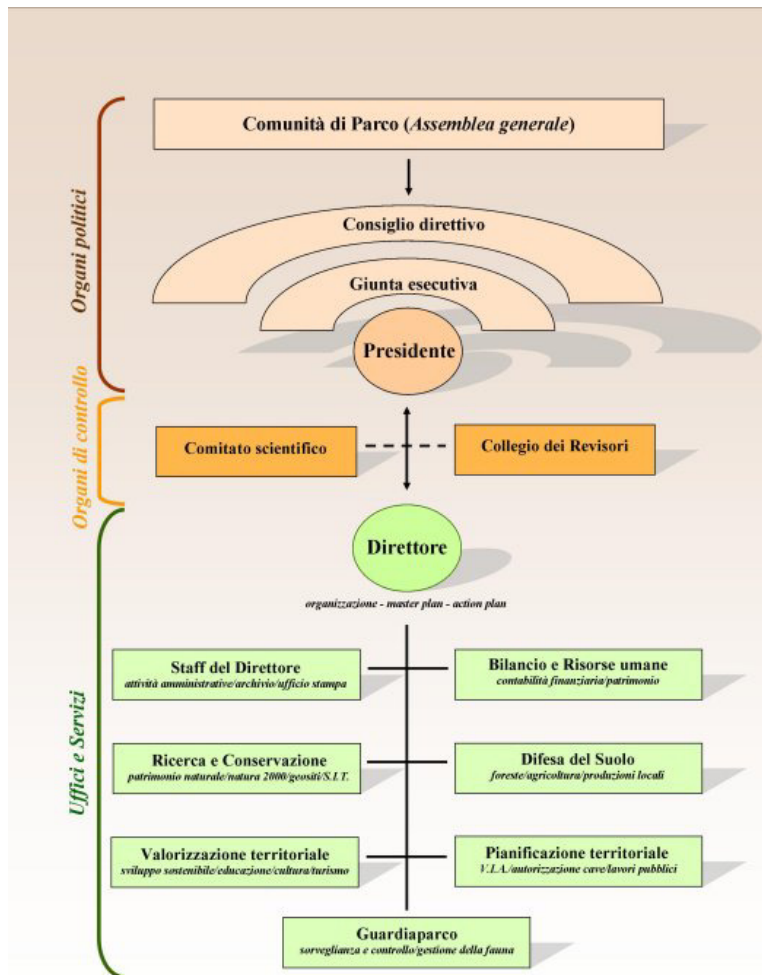 Organi politici
Comunità di Parco (Assemblea generale)
Consiglio direttivo
Giunta esecutiva
Presidente
Organi di controllo
Comitato scientifico
Collegio dei Revisori
Uffici e Servizi
Direttore
organizzazione - master plan - action plan
Staff del Direttore
attività amministrative/archivio/ufficio stampa
Bilancio e Risorse umane
contabilità finanziaria/patrimonio
Ricerca e Conservazione
patrimonio naturale/natura 2000/geositi/S.I.T.
Difesa del Suolo
foreste/agricoltura/produzioni locali
Valorizzazione territoriale
sviluppo sostenibile/educazione/cultura/turismo
Pianificazione territoriale
V.I.A./autorizzazione cave/lavori pubblici
Guardiaparco
sorveglianza e controllo/gestione della fauna